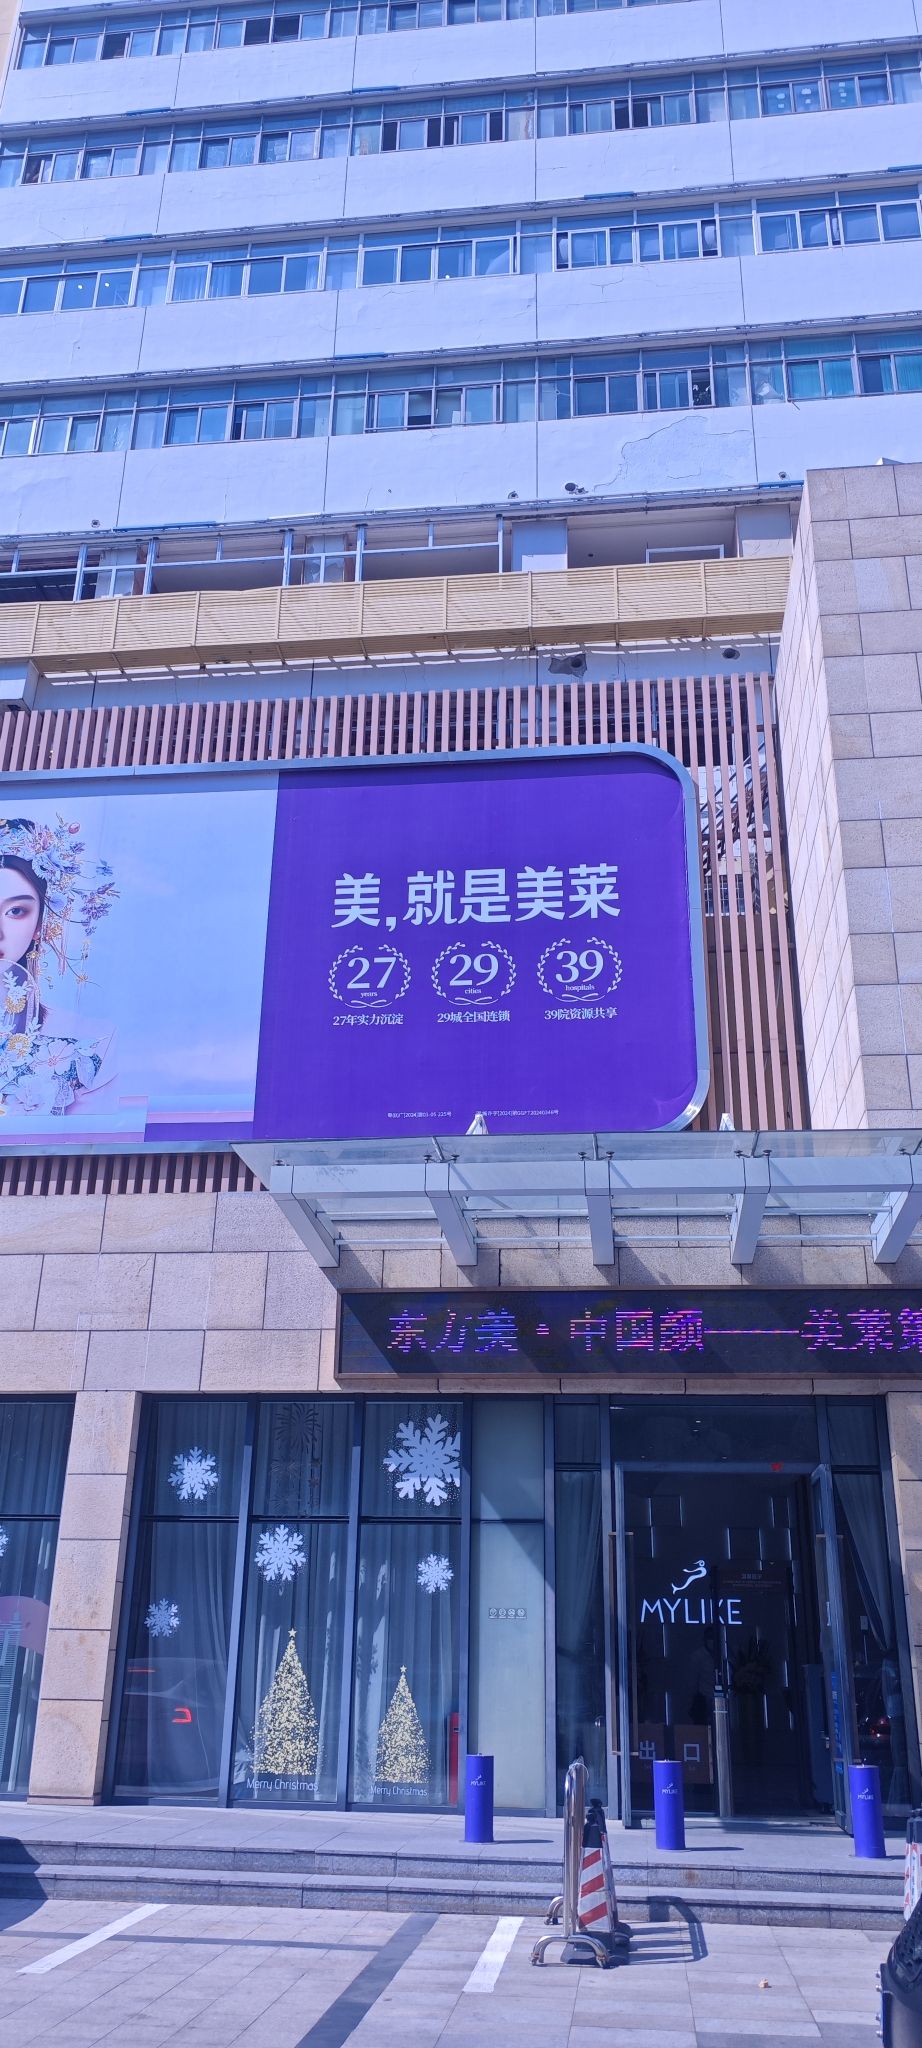 美,就是美莱
27
years
27年实力沉淀
29
cities
29城全国连锁
39
hospitals
39院资源共享
东方美·中国颜——美莱第
MYLIKE
出 口
Merry Christmas
Merry Christmas
MYLIKE
MYLIKE
MYLIKE